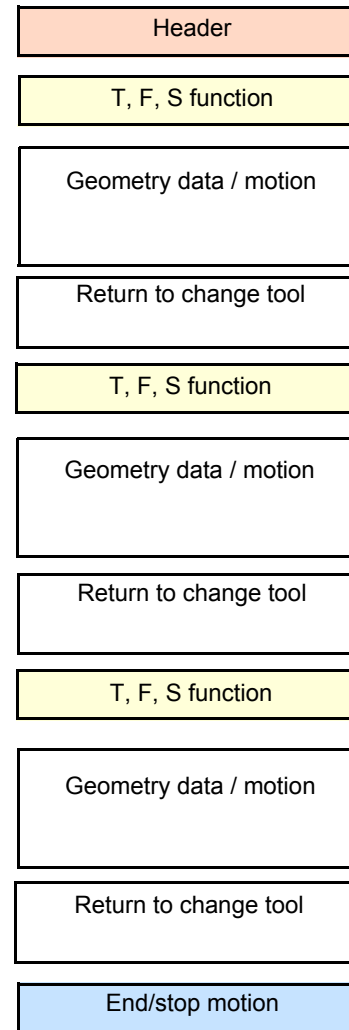 Header
T, F, S function
Geometry data / motion
Return to change tool
T, F, S function
Geometry data / motion
Return to change tool
T, F, S function
Geometry data / motion
Return to change tool
End/stop motion